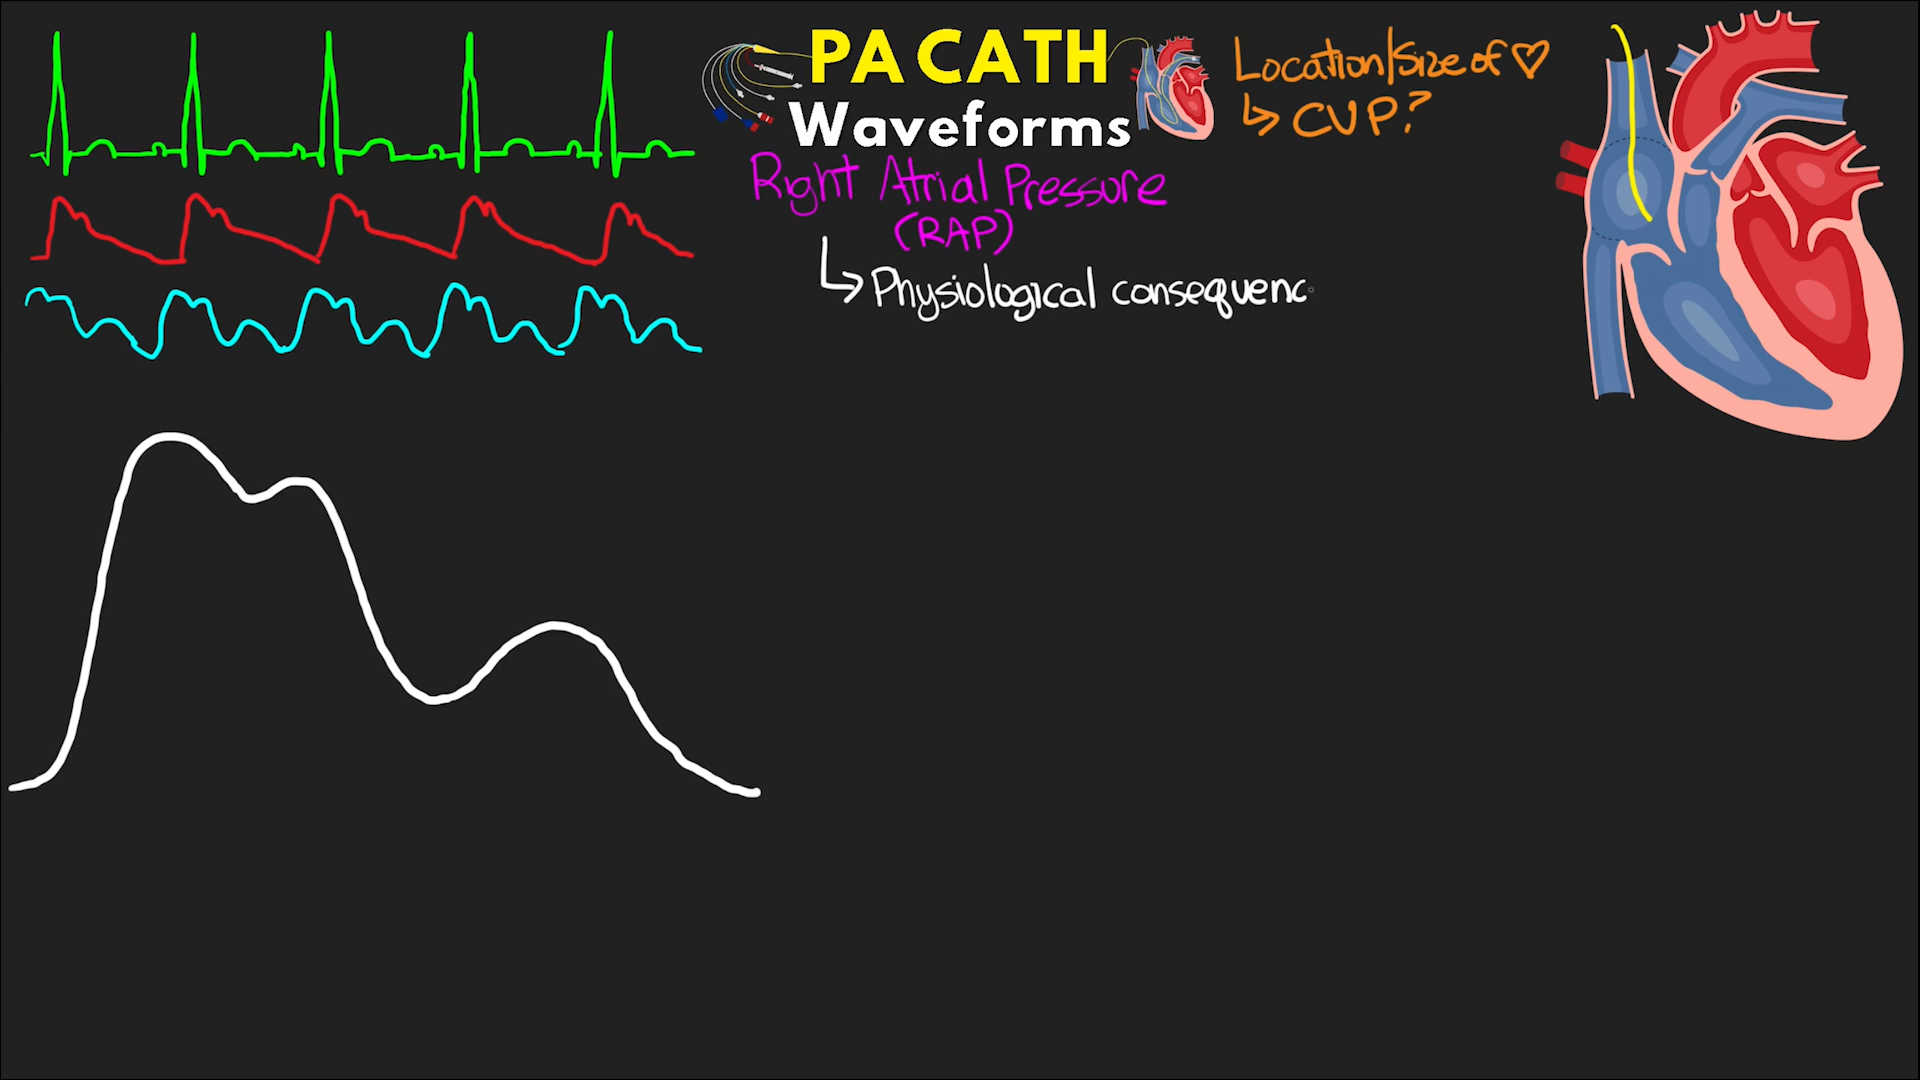 PA CATH
Waveforms
Right Atrial Pressure
(RAP)
↳ Physiological consequenc
Location/Size of ♡
↳ CVP?